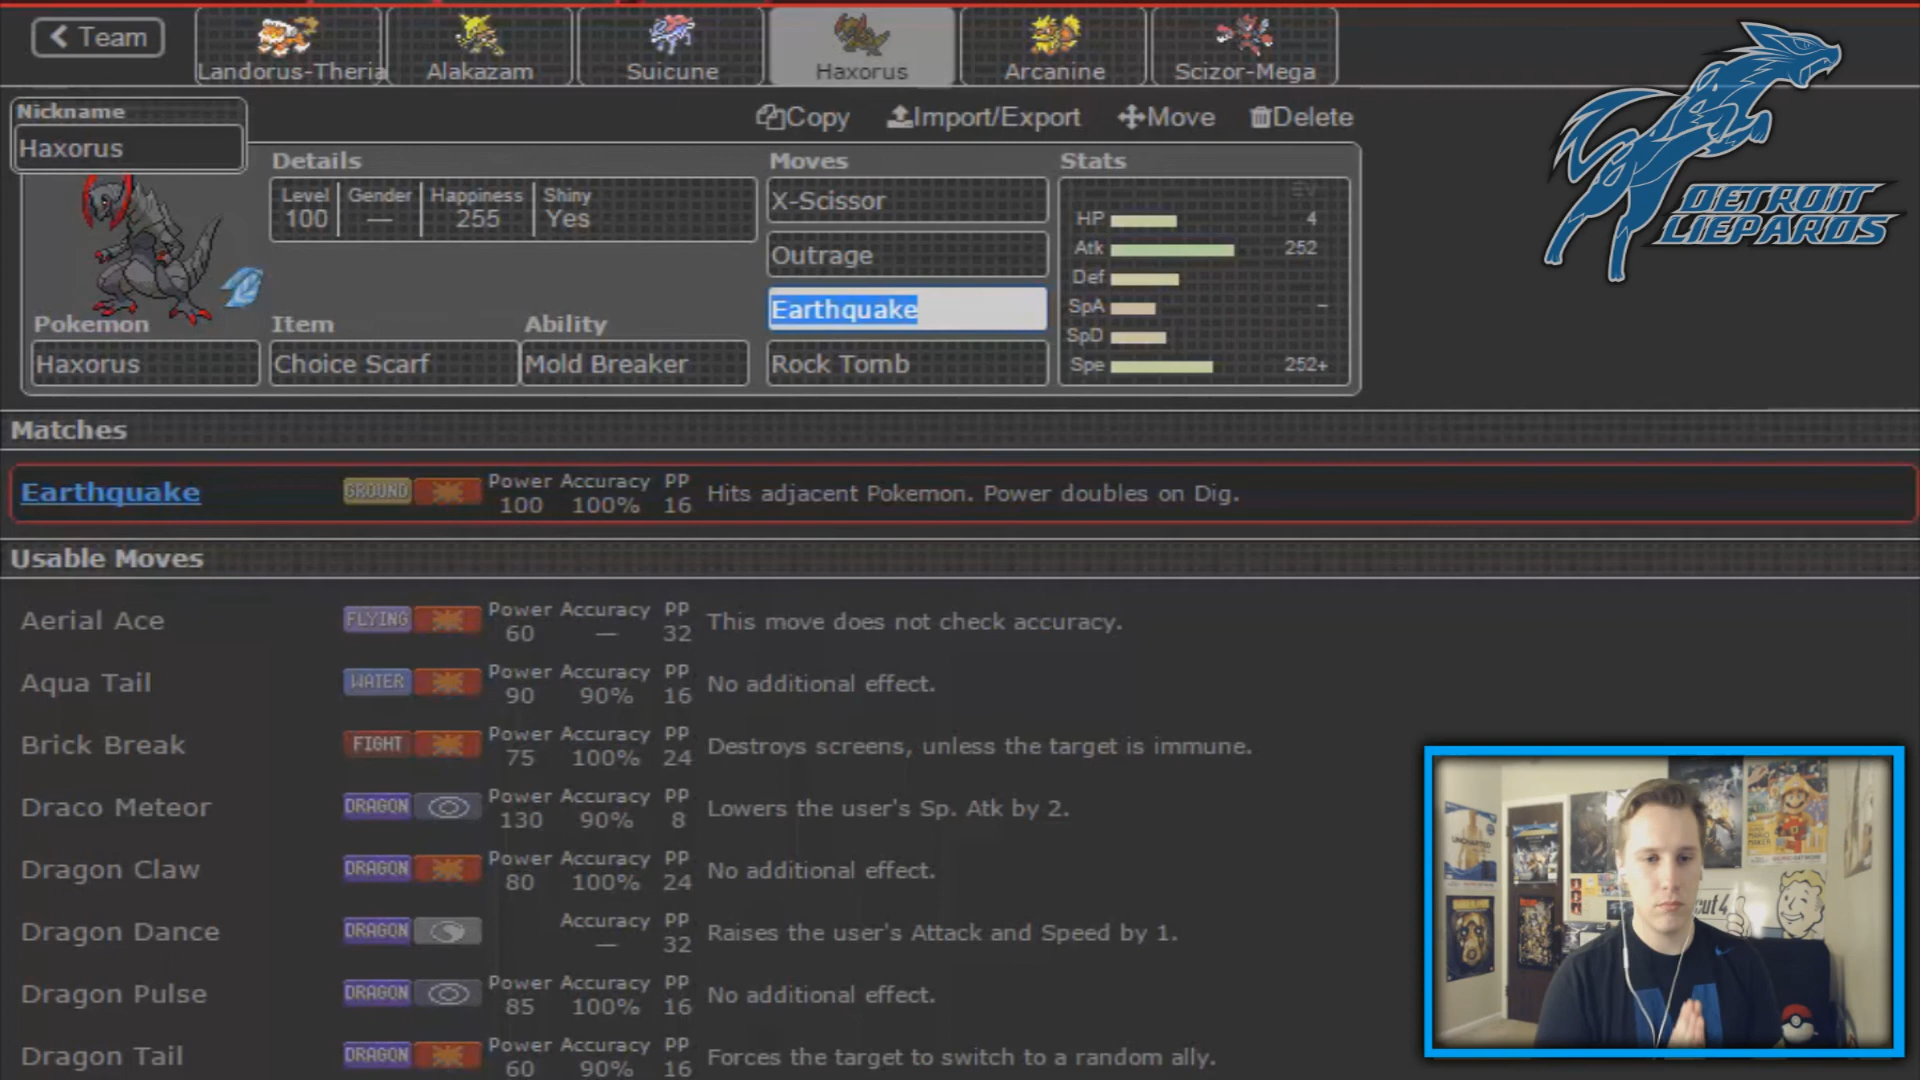 Team
Landorus-Theria
Alakazam
Suicune
Haxorus
Arcanine
Scizor-Mega
Nickname
Haxorus
Copy Import/Export Move Delete
Details
Level Gender Happiness Shiny
100 — 255 Yes
Moves
X-Scissor
Outrage
Earthquake
Rock Tomb
Stats
EV
HP 4
Atk 252
Def
SpA –
SpD
Spe 252+
Pokemon Item Ability
Haxorus Choice Scarf Mold Breaker
DETROIT
LIEPARDS
Matches
Earthquake GROUND Power 100 Accuracy 100% PP 16 Hits adjacent Pokemon. Power doubles on Dig.
Usable Moves
Aerial Ace FLYING Power 60 Accuracy — PP 32 This move does not check accuracy.
Aqua Tail WATER Power 90 Accuracy 90% PP 16 No additional effect.
Brick Break FIGHT Power 75 Accuracy 100% PP 24 Destroys screens, unless the target is immune.
Draco Meteor DRAGON Power 130 Accuracy 90% PP 8 Lowers the user's Sp. Atk by 2.
Dragon Claw DRAGON Power 80 Accuracy 100% PP 24 No additional effect.
Dragon Dance DRAGON Accuracy — PP 32 Raises the user's Attack and Speed by 1.
Dragon Pulse DRAGON Power 85 Accuracy 100% PP 16 No additional effect.
Dragon Tail DRAGON Power 60 Accuracy 90% PP 16 Forces the target to switch to a random ally.
UNCHARTED